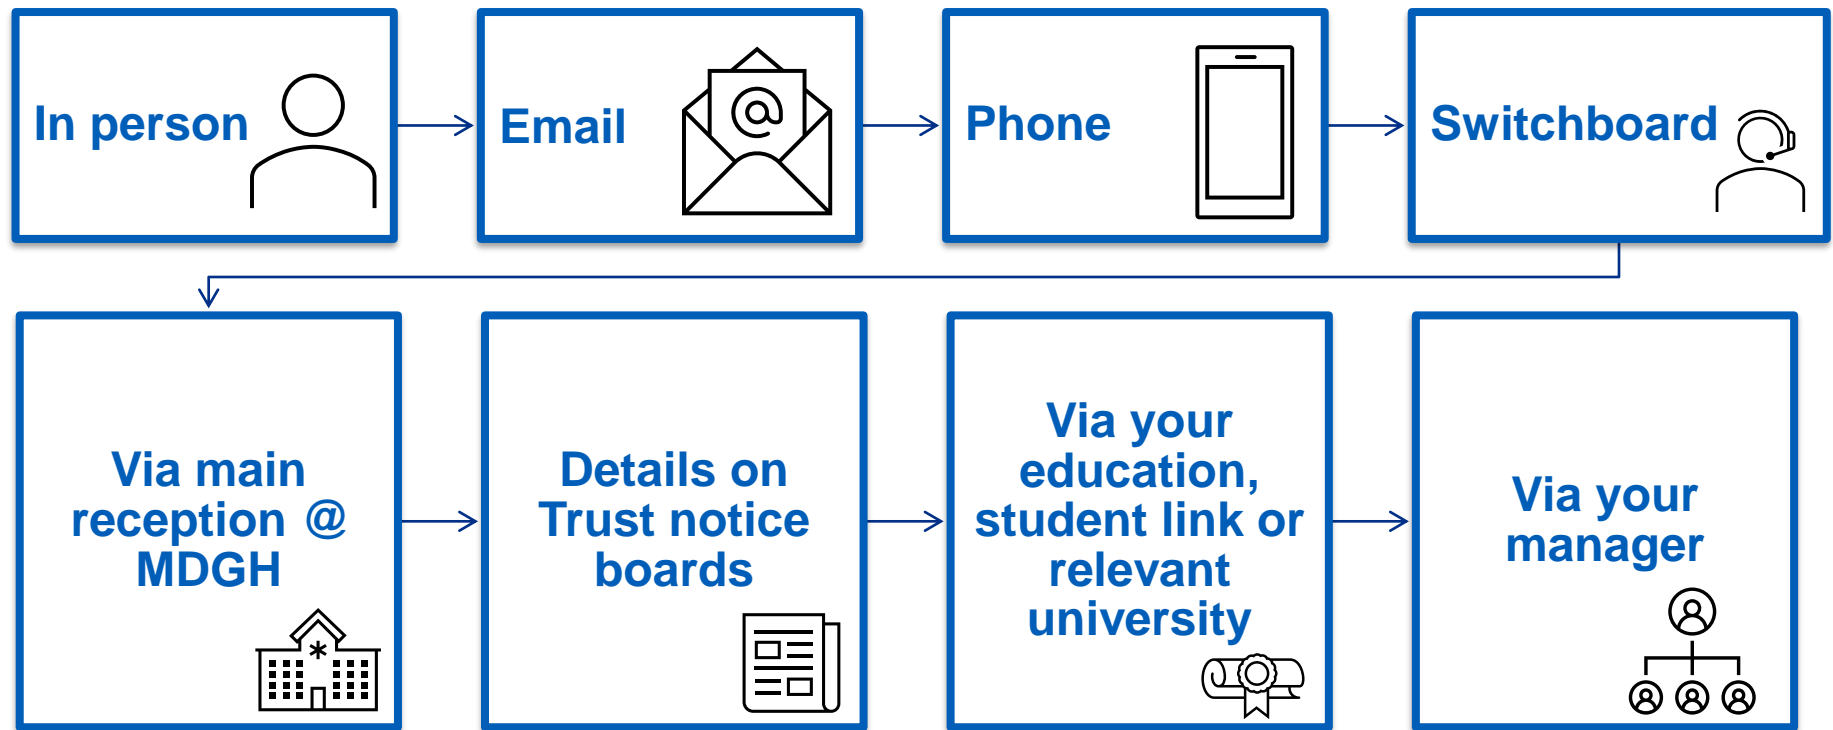 In person
Email
Phone
Switchboard
Via main
reception @
MDGH
Details on
Trust notice
boards
Via your
education,
student link or
relevant
university
Via your
manager